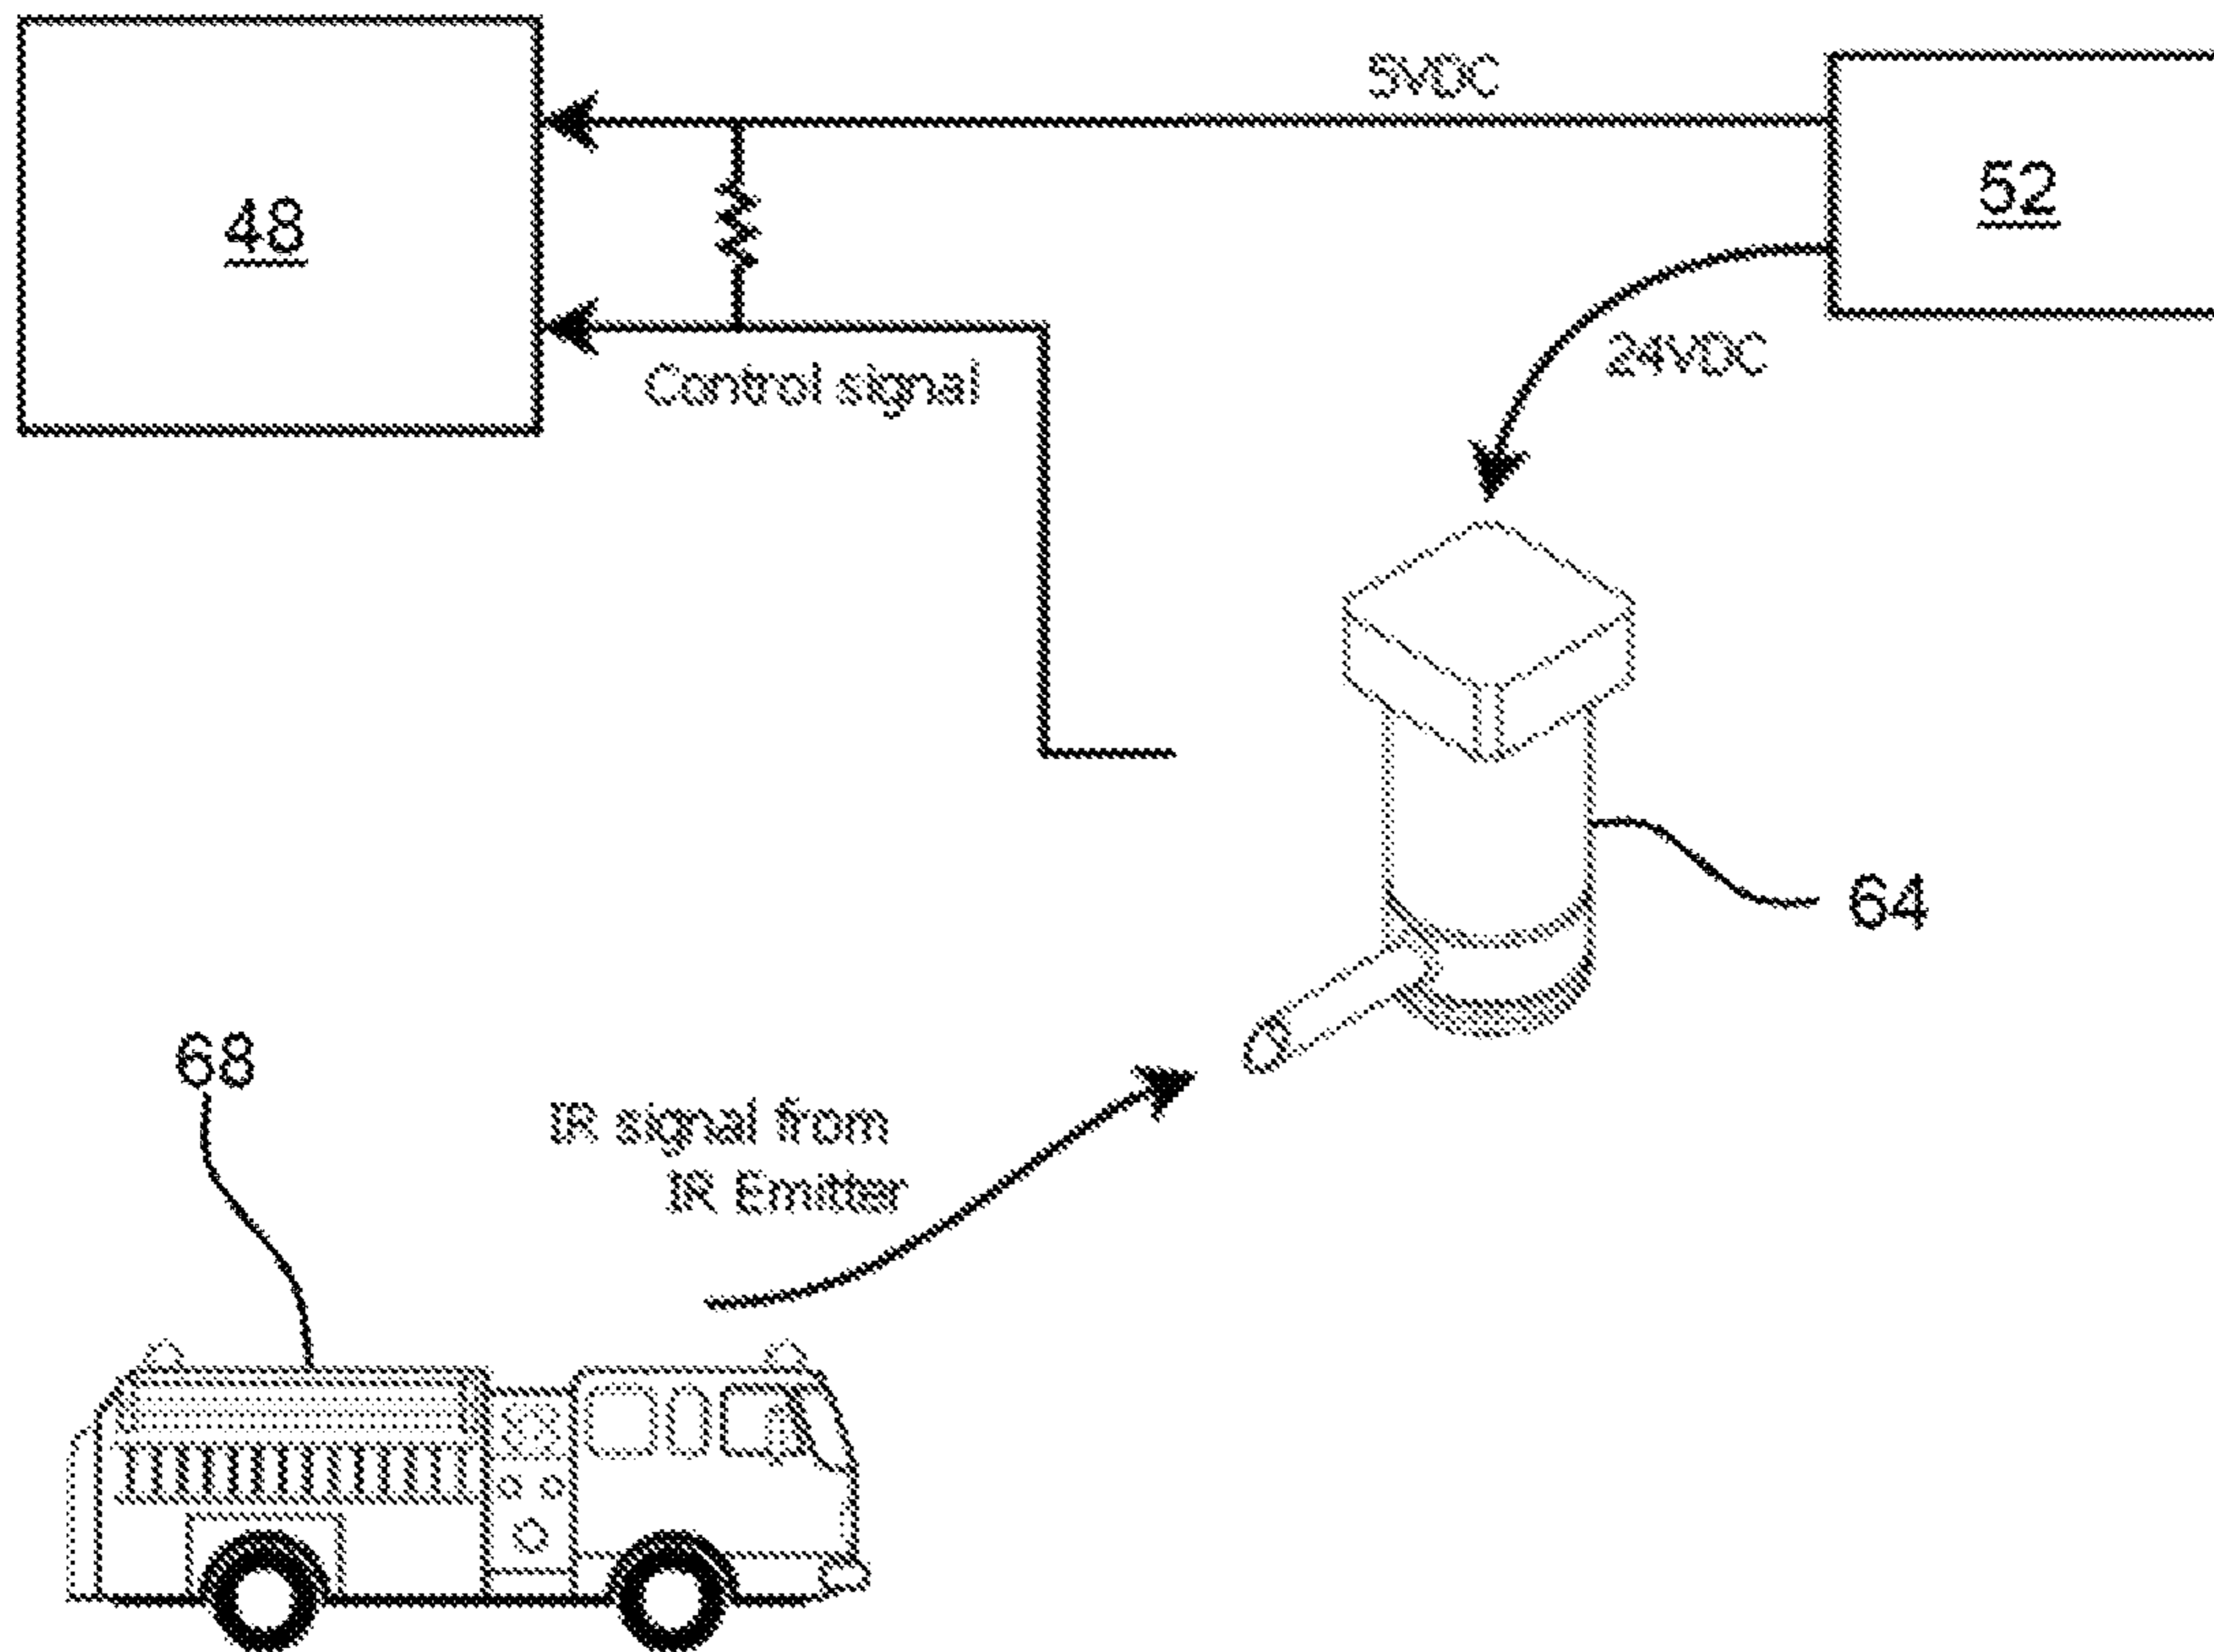 5VDC
48
52
24VDC
Control signal
64
68
IR signal from
IR Emitter